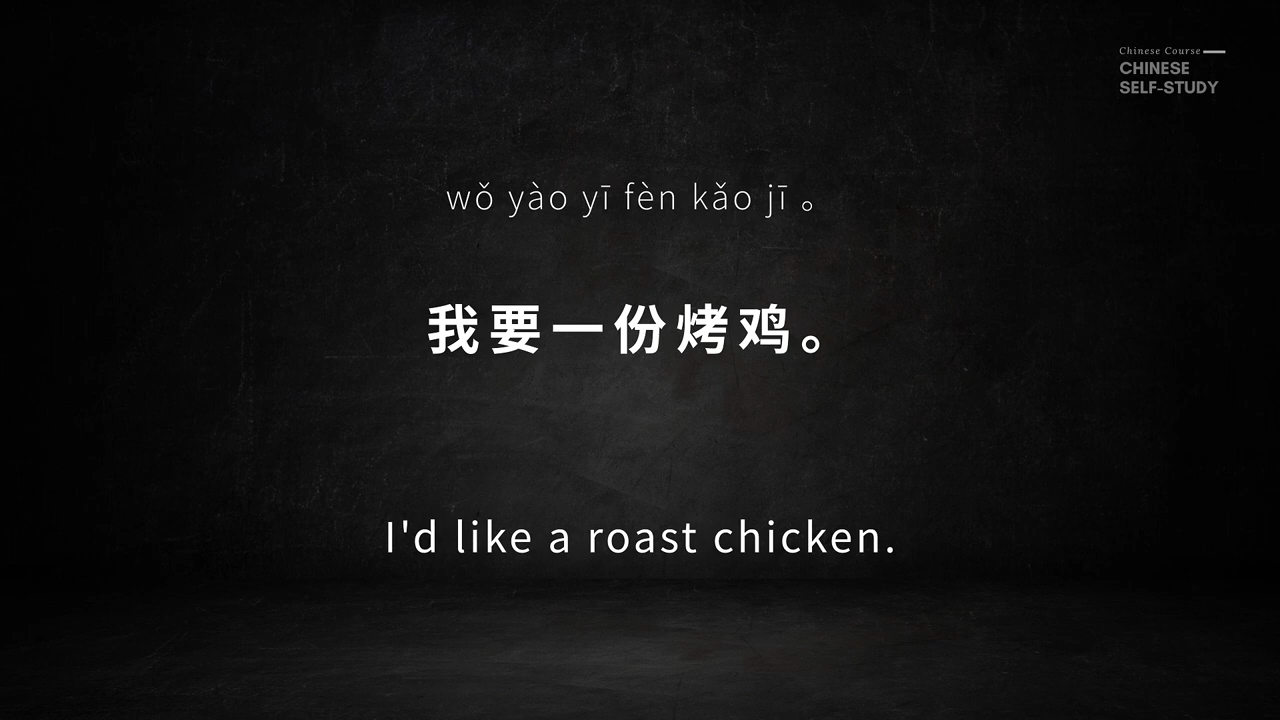 Chinese Course
CHINESE
SELF-STUDY
wǒ yào yī fèn kǎo jī 。
我要一份烤鸡。
I'd like a roast chicken.